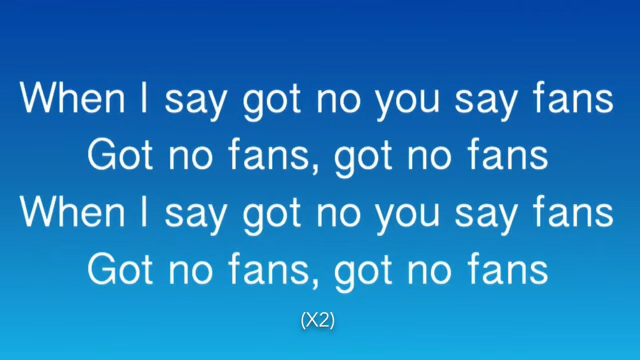 When I say got no you say fans
Got no fans, got no fans
When I say got no you say fans
Got no fans, got no fans
(X2)